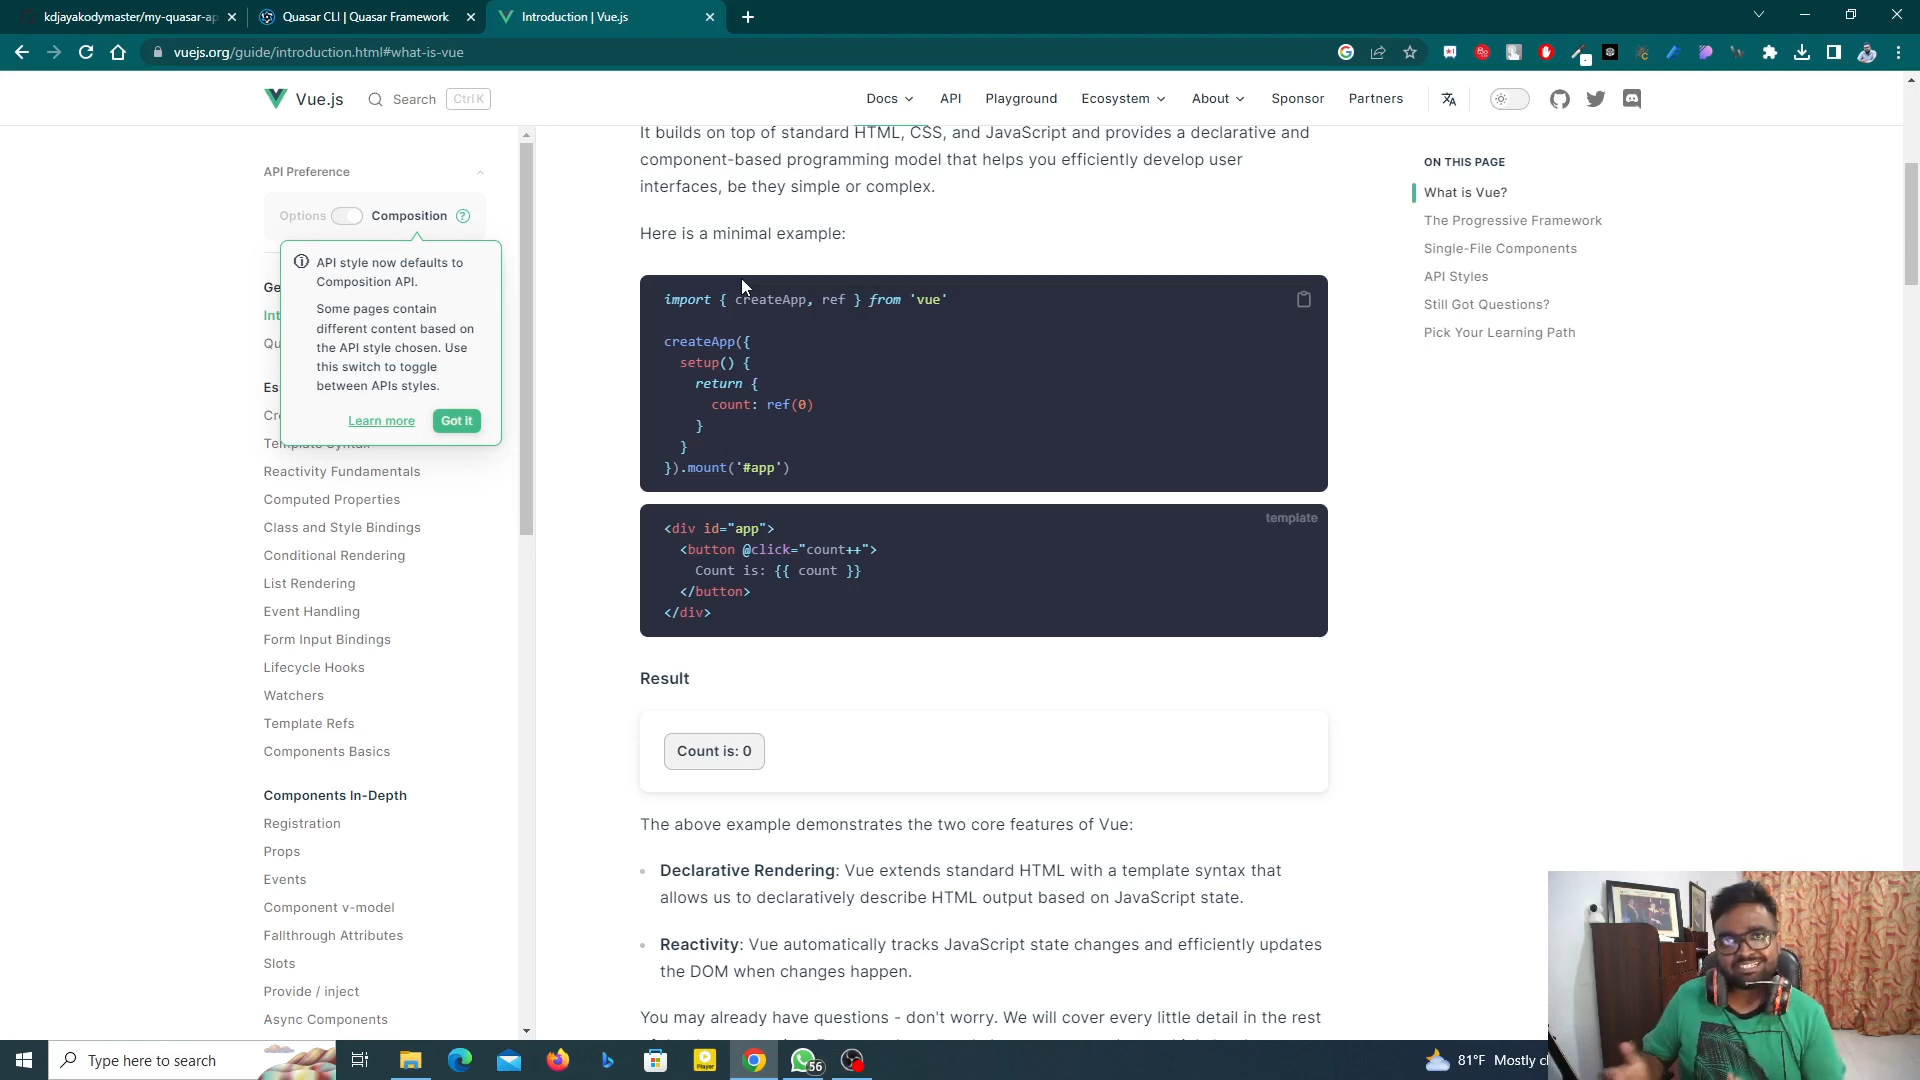 kdjayakodymaster/my-quasar-ap
Quasar CLI | Quasar Framework
Introduction | Vue.js
vuejs.org/guide/introduction.html#what-is-vue
Vue.js
Search
Ctrl K
Docs
API
Playground
Ecosystem
About
Sponsor
Partners
API Preference
Options
Composition
?
API style now defaults to
Composition API.
Some pages contain
different content based on
the API style chosen. Use
this switch to toggle
between APIs styles.
Learn more
Got it
Reactivity Fundamentals
Computed Properties
Class and Style Bindings
Conditional Rendering
List Rendering
Event Handling
Form Input Bindings
Lifecycle Hooks
Watchers
Template Refs
Components Basics
Components In-Depth
Registration
Props
Events
Component v-model
Fallthrough Attributes
Slots
Provide / inject
Async Components
It builds on top of standard HTML, CSS, and JavaScript and provides a declarative and
component-based programming model that helps you efficiently develop user
interfaces, be they simple or complex.
Here is a minimal example:
import { createApp, ref } from 'vue'
createApp({
setup() {
return {
count: ref(0)
}
}
}).mount('#app')
template
<div id="app">
<button @click="count++">
Count is: {{ count }}
</button>
</div>
Result
Count is: 0
The above example demonstrates the two core features of Vue:
Declarative Rendering: Vue extends standard HTML with a template syntax that
allows us to declaratively describe HTML output based on JavaScript state.
Reactivity: Vue automatically tracks JavaScript state changes and efficiently updates
the DOM when changes happen.
You may already have questions - don't worry. We will cover every little detail in the rest
ON THIS PAGE
What is Vue?
The Progressive Framework
Single-File Components
API Styles
Still Got Questions?
Pick Your Learning Path
Type here to search
Player
56
81°F Mostly cl